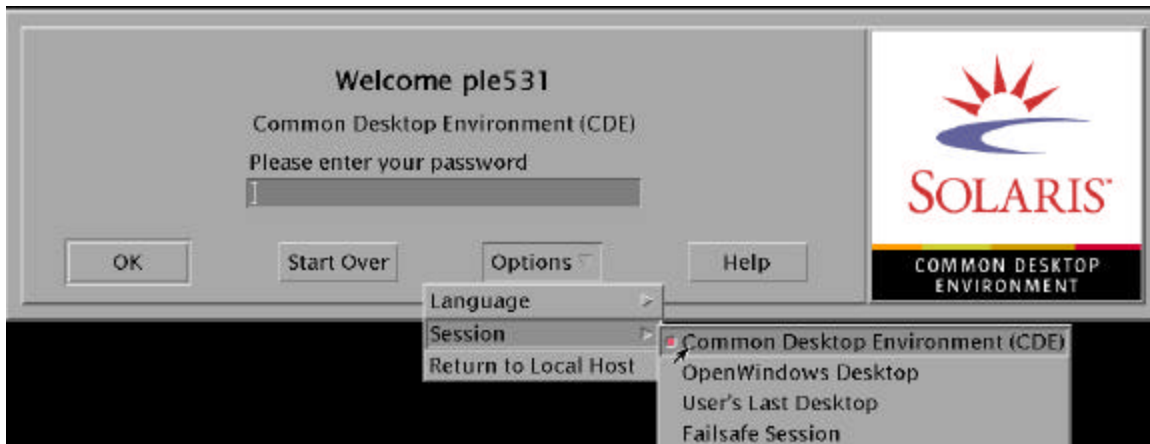 Welcome ple531
Common Desktop Environment (CDE)
Please enter your password
OK
Start Over
Options
Help
Language
Session
Return to Local Host
Common Desktop Environment (CDE)
OpenWindows Desktop
User's Last Desktop
Failsafe Session
SOLARIS™
COMMON DESKTOP
ENVIRONMENT